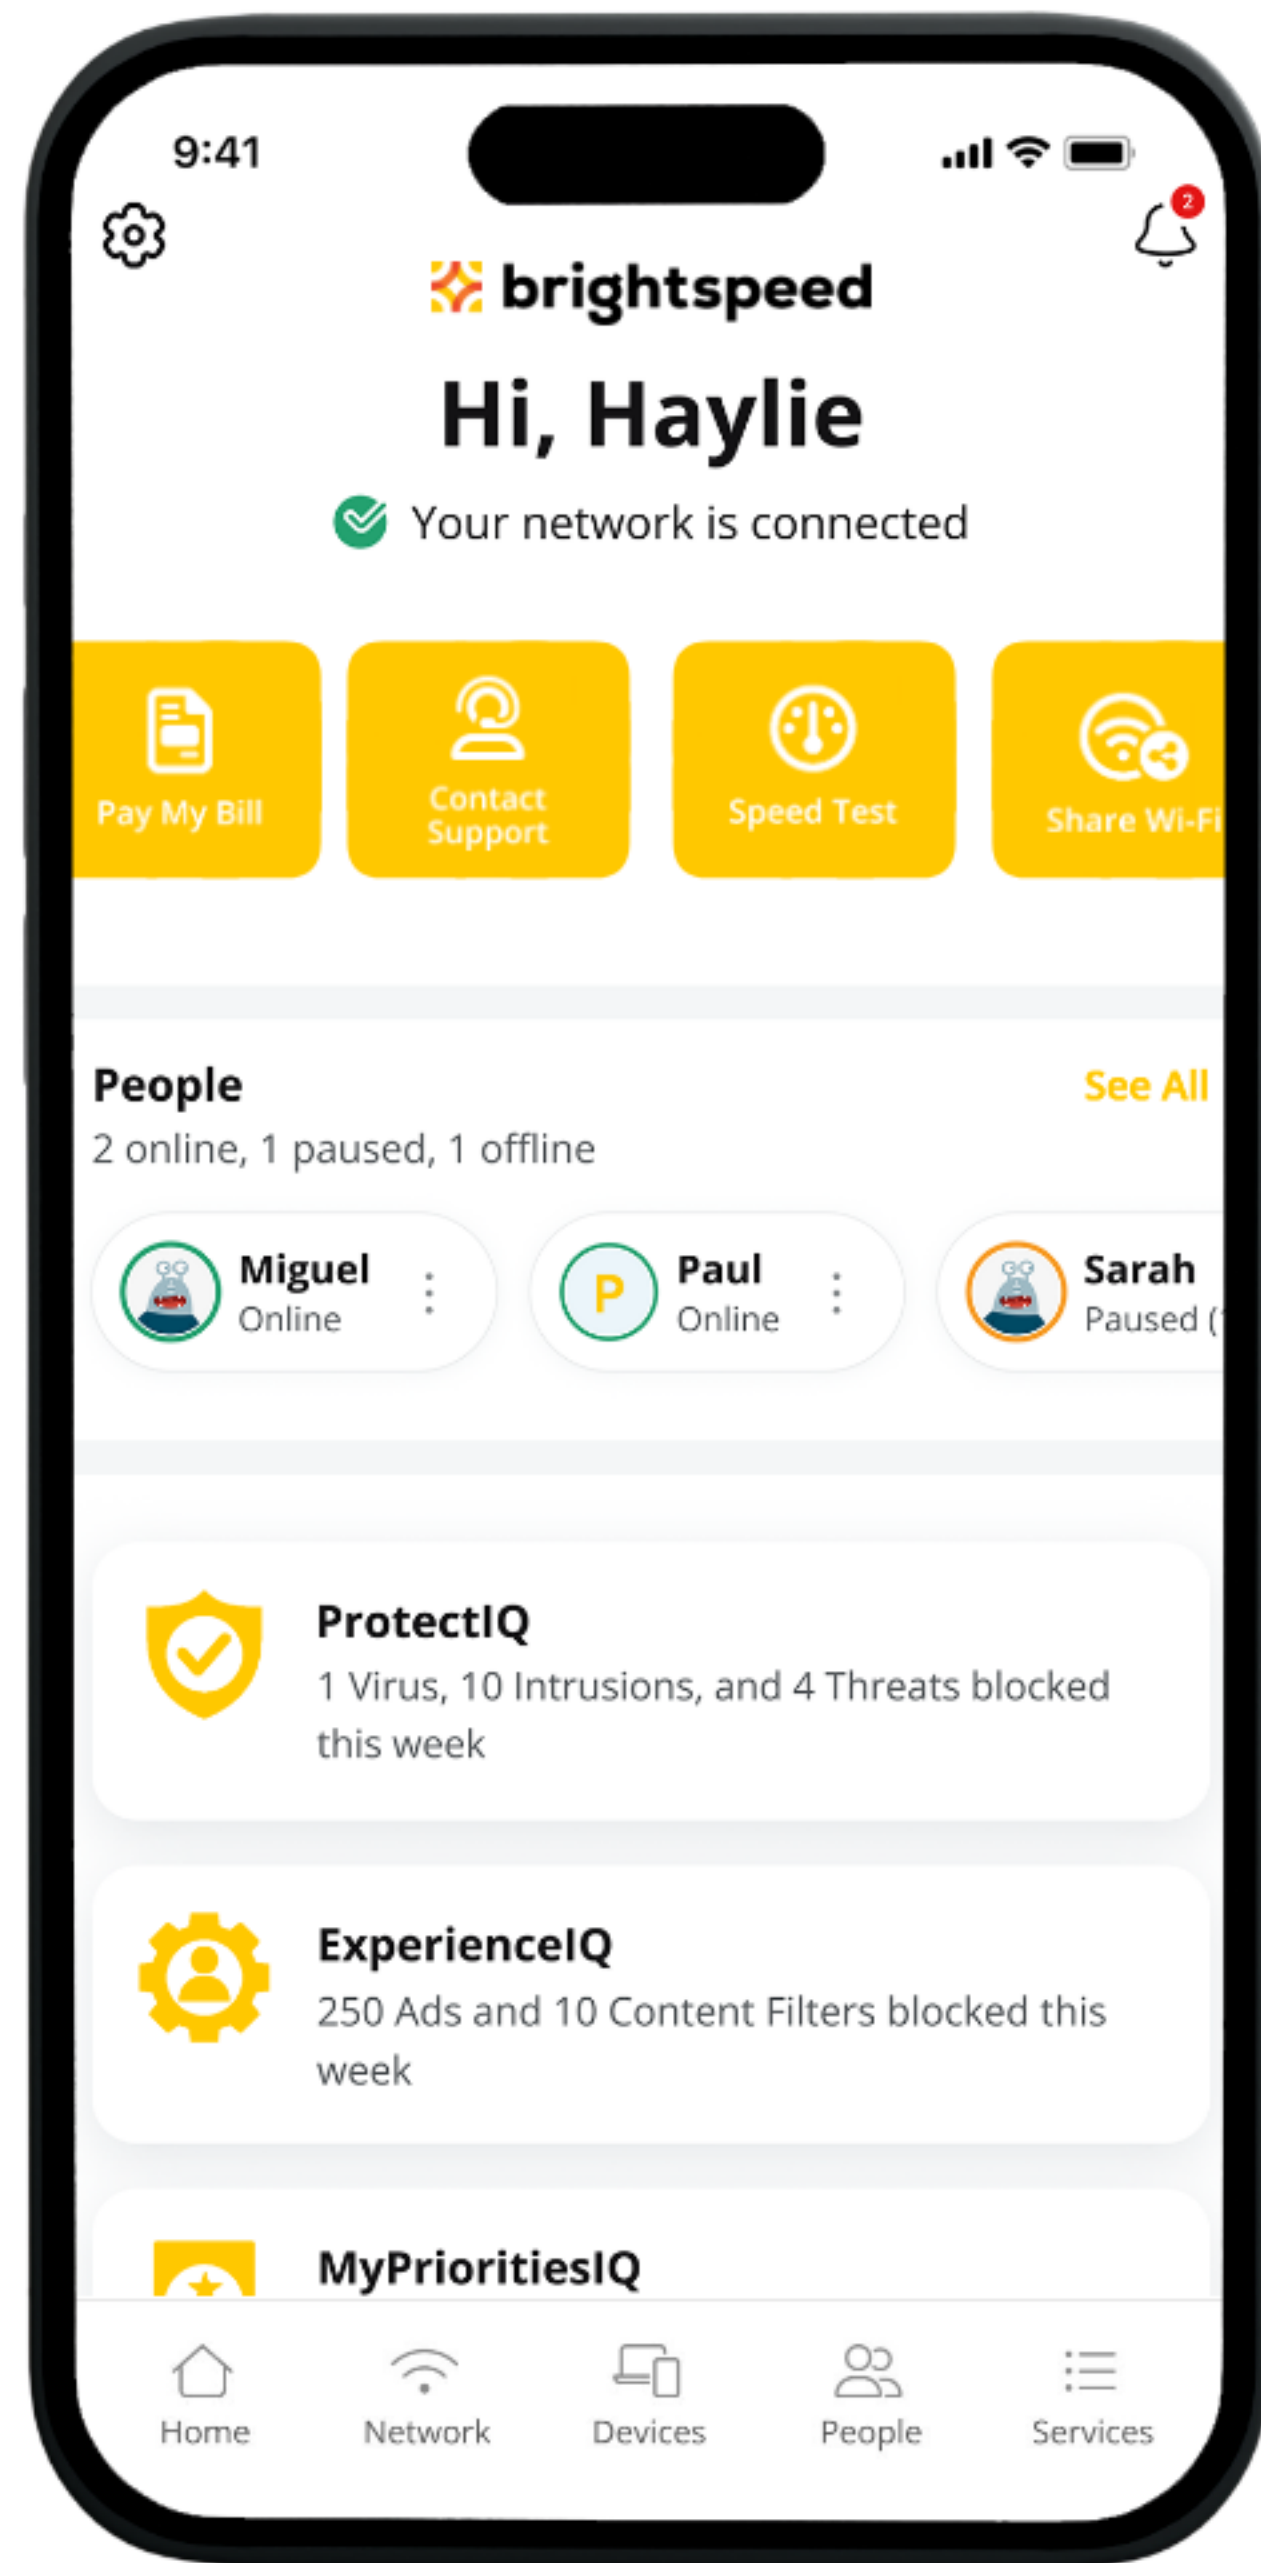 9:41
2
brightspeed
Hi, Haylie
Your network is connected
Pay My Bill
Contact
Support
Speed Test
Share Wi-Fi
People
See All
2 online, 1 paused, 1 offline
Miguel
Online
P
Paul
Online
Sarah
Paused (
ProtectIQ
1 Virus, 10 Intrusions, and 4 Threats blocked
this week
ExperienceIQ
250 Ads and 10 Content Filters blocked this
week
MyPrioritiesIQ
Home
Network
Devices
People
Services